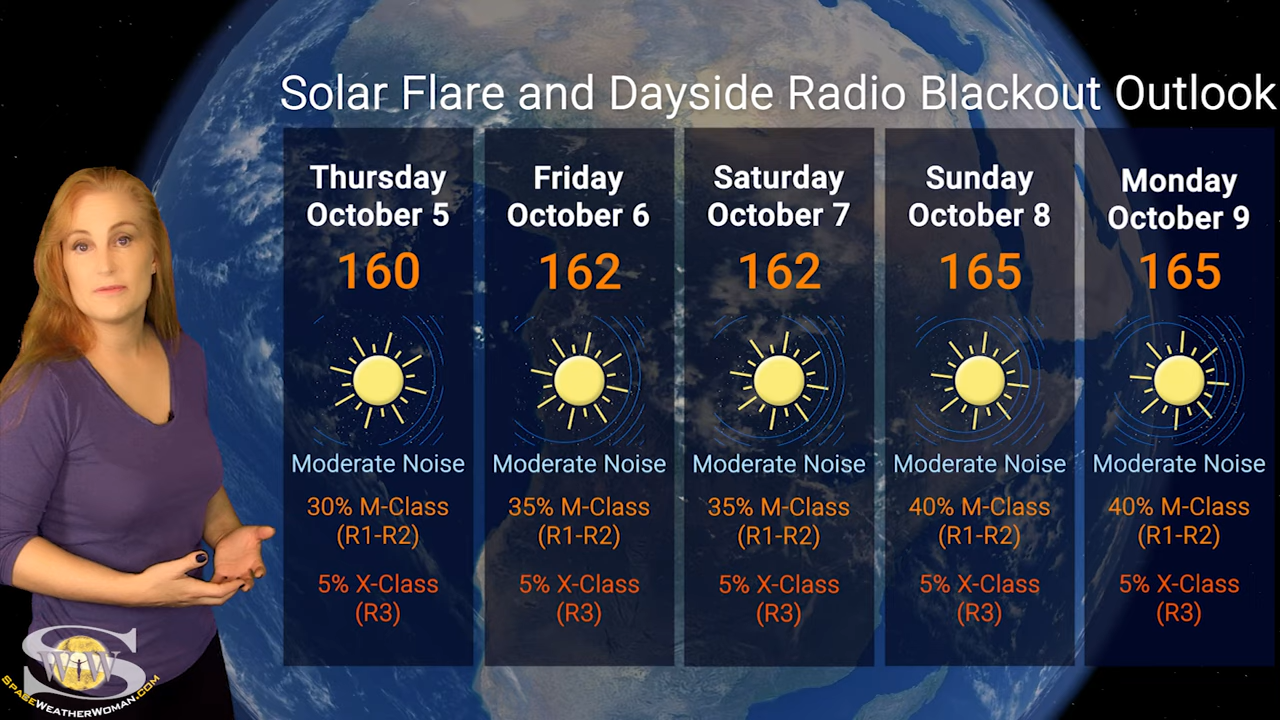 Solar Flare and Dayside Radio Blackout Outlook
Thursday
October 5
160
Moderate Noise
30% M-Class
(R1-R2)
5% X-Class
(R3)
Friday
October 6
162
Moderate Noise
35% M-Class
(R1-R2)
5% X-Class
(R3)
Saturday
October 7
162
Moderate Noise
35% M-Class
(R1-R2)
5% X-Class
(R3)
Sunday
October 8
165
Moderate Noise
40% M-Class
(R1-R2)
5% X-Class
(R3)
Monday
October 9
165
Moderate Noise
40% M-Class
(R1-R2)
5% X-Class
(R3)
S
WW
SpaceWeatherWoman.com